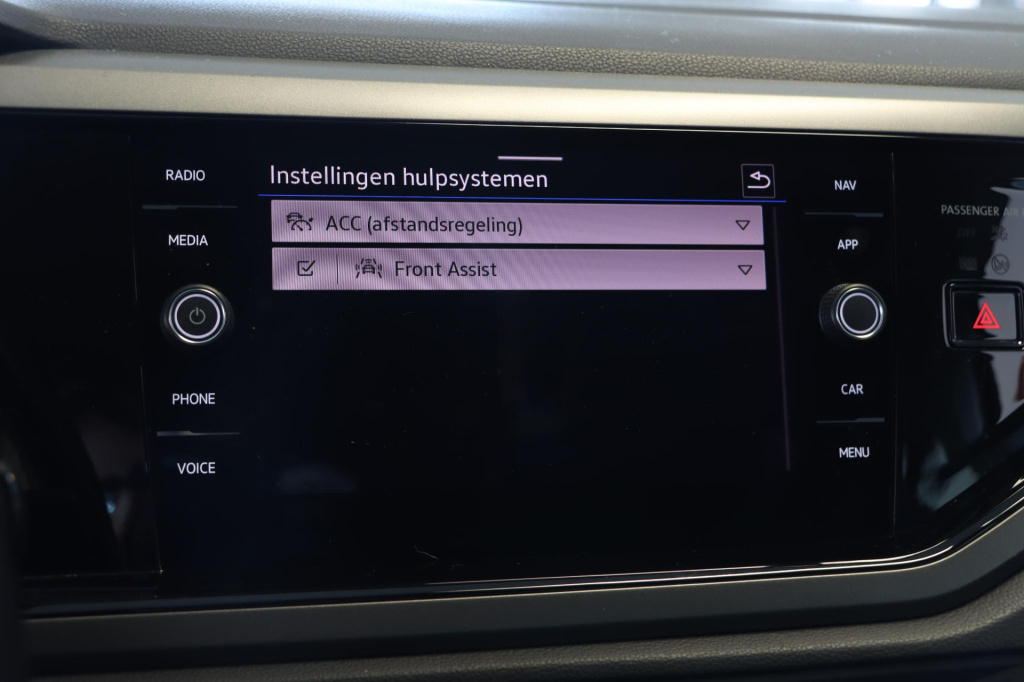 RADIO
MEDIA
PHONE
VOICE
Instellingen hulpsystemen
ACC (afstandsregeling)
Front Assist
NAV
APP
CAR
MENU
PASSENGER AIR